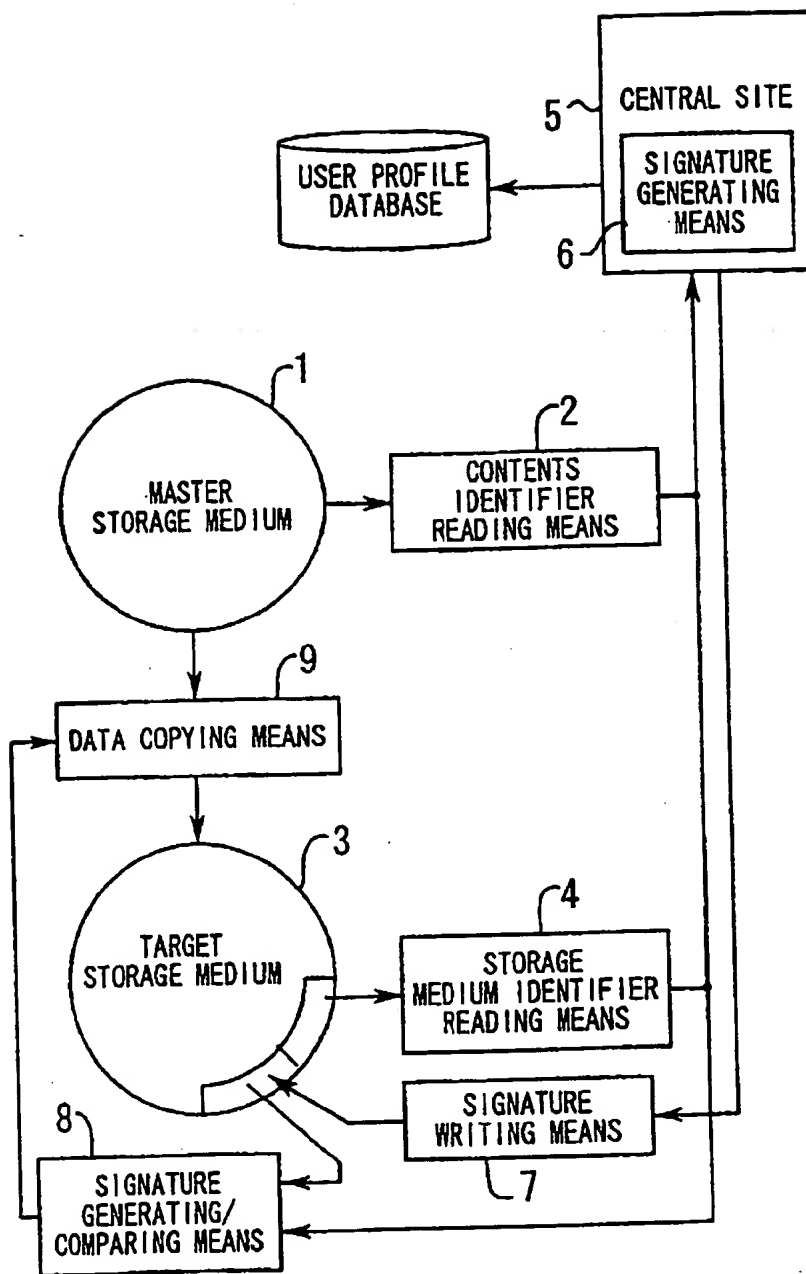 CENTRAL SITE
5
SIGNATURE
GENERATING
MEANS
6
USER PROFILE
DATABASE
1
MASTER
STORAGE MEDIUM
2
CONTENTS
IDENTIFIER
READING MEANS
9
DATA COPYING MEANS
3
TARGET
STORAGE MEDIUM
4
STORAGE
MEDIUM IDENTIFIER
READING MEANS
SIGNATURE
WRITING MEANS
7
8
SIGNATURE
GENERATING/
COMPARING MEANS